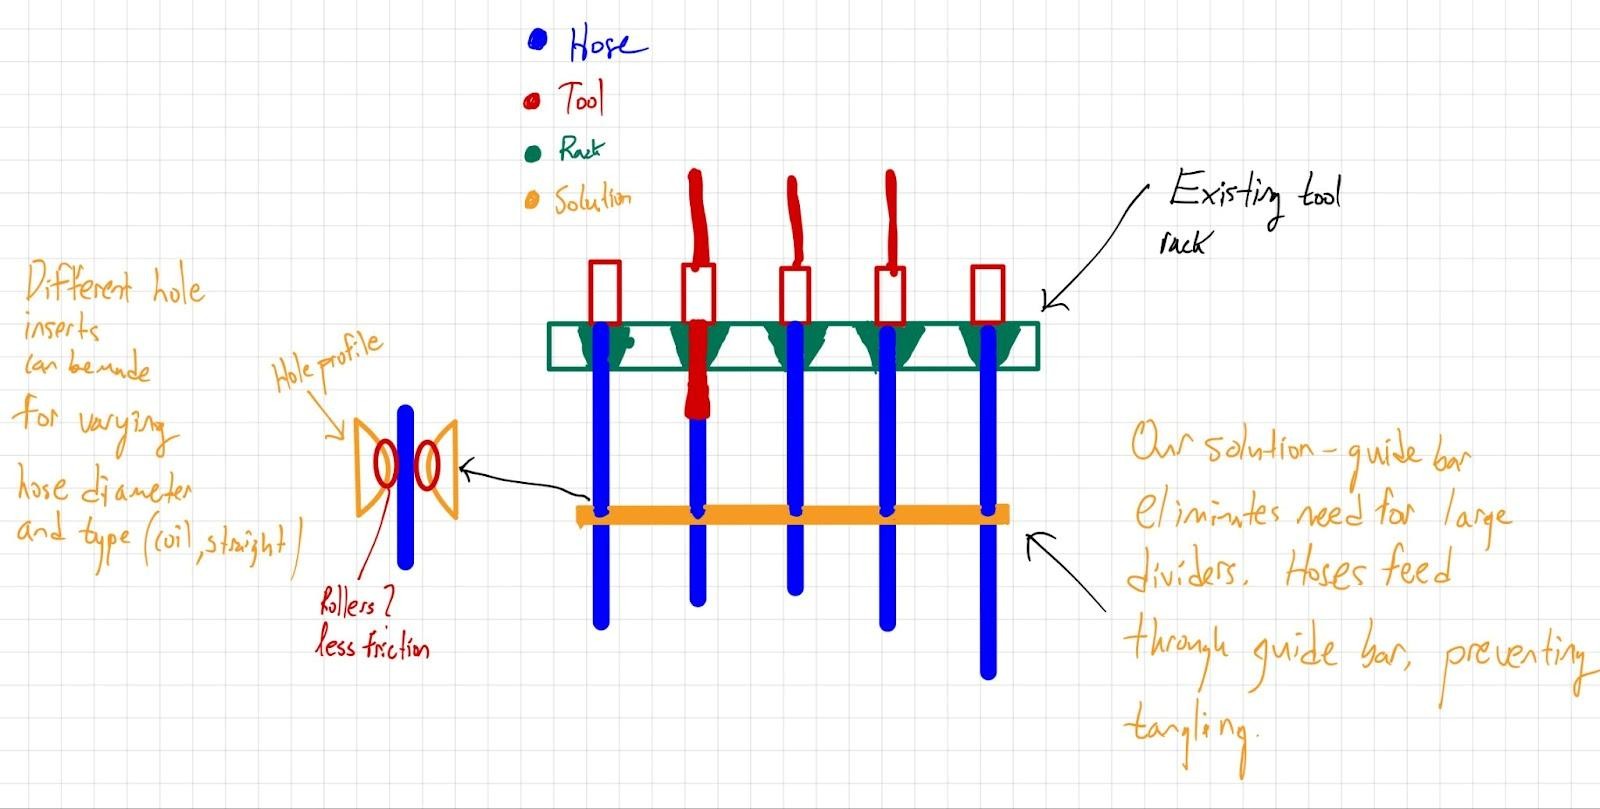 Hose
Tool
Rack
Solution
Existing tool
rack
Different hole
inserts
can be made
for varying
hose diameter
and type (coil, straight)
Hole profile
Rollers?
less friction
Our solution - guide bar
eliminutes need for large
dividers. Hoses feed
through guide bar, preventing
tangling.